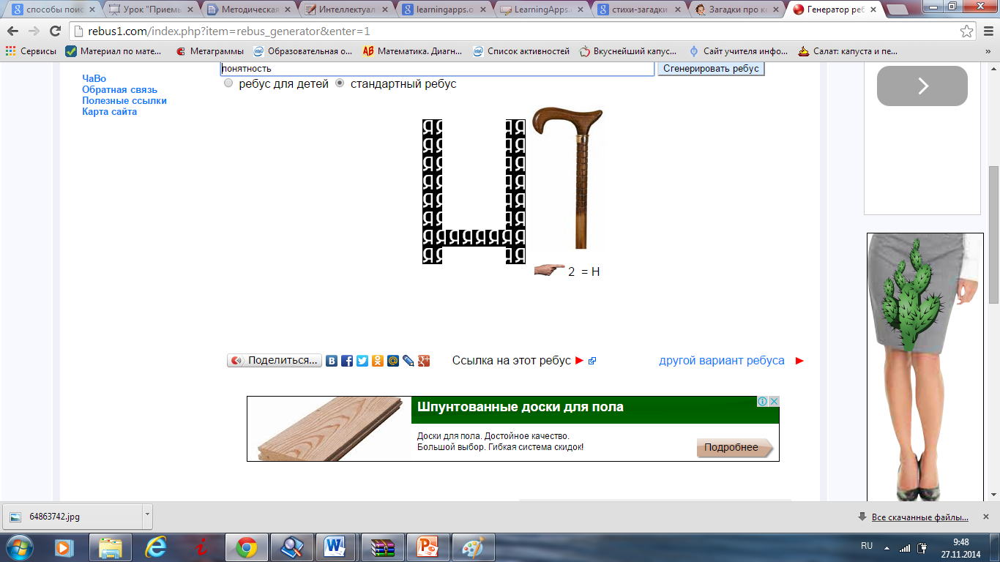 способы поис
Урок "Приемь
Методическая
Интеллектуал
learningapps.o
LearningApps.
стихи-загадки
Загадки про ко
Генератор реб
rebus1.com/index.php?item=rebus_generator&enter=1
Сервисы
Материал по мате...
Метаграммы
Образовательная о...
Математика. Диагн...
Список активностей
Вкуснейший капус...
Сайт учителя инфо...
Салат: капуста и пе...
»
ЧаВо
Обратная связь
Полезные ссылки
Карта сайта
понятность
Сгенерировать ребус
ребус для детей
стандартный ребус
2 = Н
Поделиться...
Ссылка на этот ребус
другой вариант ребуса
Шпунтованные доски для пола
Доски для пола. Достойное качество.
Большой выбор. Гибкая система скидок!
Подробнее
64863742.jpg
Все скачанные файлы...
RU
9:48
27.11.2014